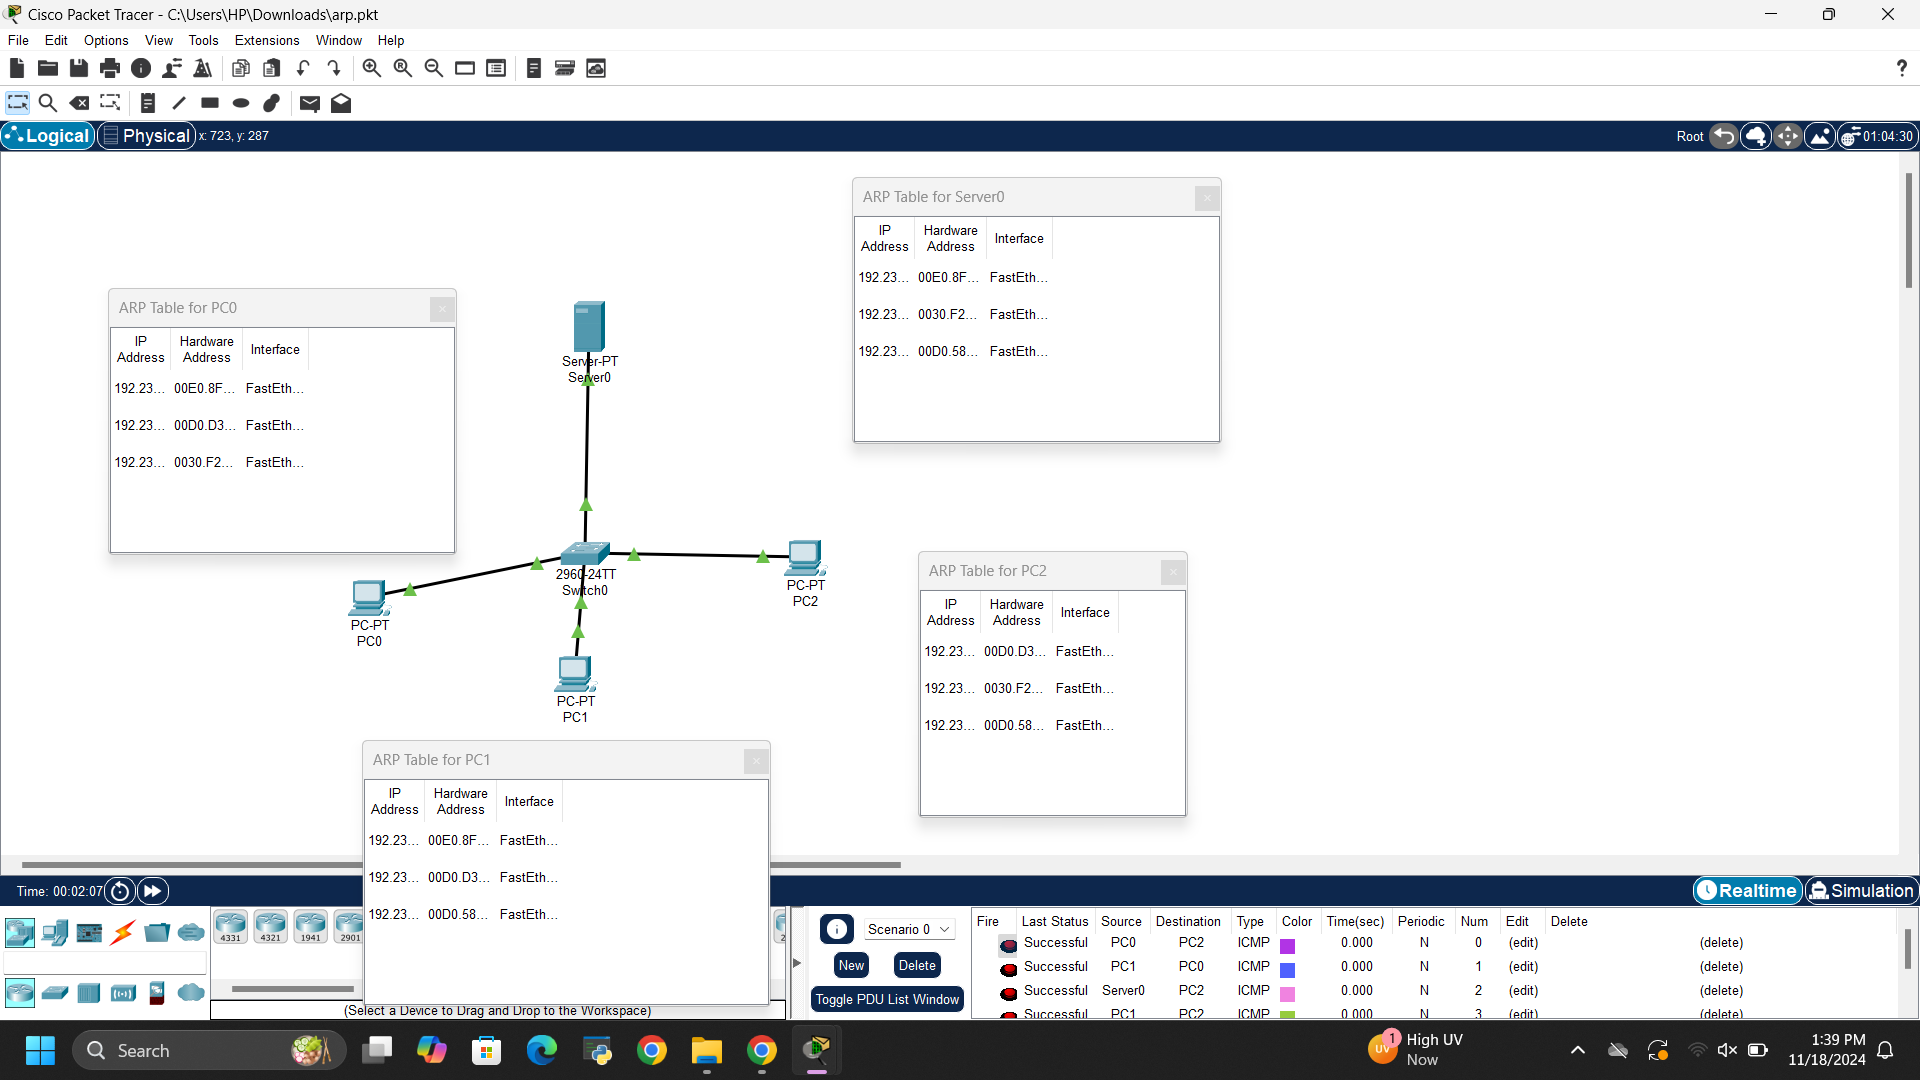 Cisco Packet Tracer - C:\Users\HP\Downloads\arp.pkt
File Edit Options View Tools Extensions Window Help
?
Logical Physical x: 723, y: 287 Root 01:04:30
ARP Table for Server0
IP Address Hardware Address Interface
192.23... 00E0.8F... FastEth...
192.23... 0030.F2... FastEth...
192.23... 00D0.58... FastEth...
ARP Table for PC0
IP Address Hardware Address Interface
192.23... 00E0.8F... FastEth...
192.23... 00D0.D3... FastEth...
192.23... 0030.F2... FastEth...
Server-PT
Server0
2960-24TT
Switch0
PC-PT
PC2
PC-PT
PC0
PC-PT
PC1
ARP Table for PC2
IP Address Hardware Address Interface
192.23... 00D0.D3... FastEth...
192.23... 0030.F2... FastEth...
192.23... 00D0.58... FastEth...
ARP Table for PC1
IP Address Hardware Address Interface
192.23... 00E0.8F... FastEth...
192.23... 00D0.D3... FastEth...
192.23... 00D0.58... FastEth...
Time: 00:02:07 Realtime Simulation
4331 4321 1941 2901 2
(Select a Device to Drag and Drop to the Workspace)
Scenario 0
New Delete
Toggle PDU List Window
Fire Last Status Source Destination Type Color Time(sec) Periodic Num Edit Delete
Successful PC0 PC2 ICMP 0.000 N 0 (edit) (delete)
Successful PC1 PC0 ICMP 0.000 N 1 (edit) (delete)
Successful Server0 PC2 ICMP 0.000 N 2 (edit) (delete)
Successful PC1 PC2 ICMP 0.000 N 3 (edit) (delete)
Search
UV 1 High UV
Now
1:39 PM
11/18/2024